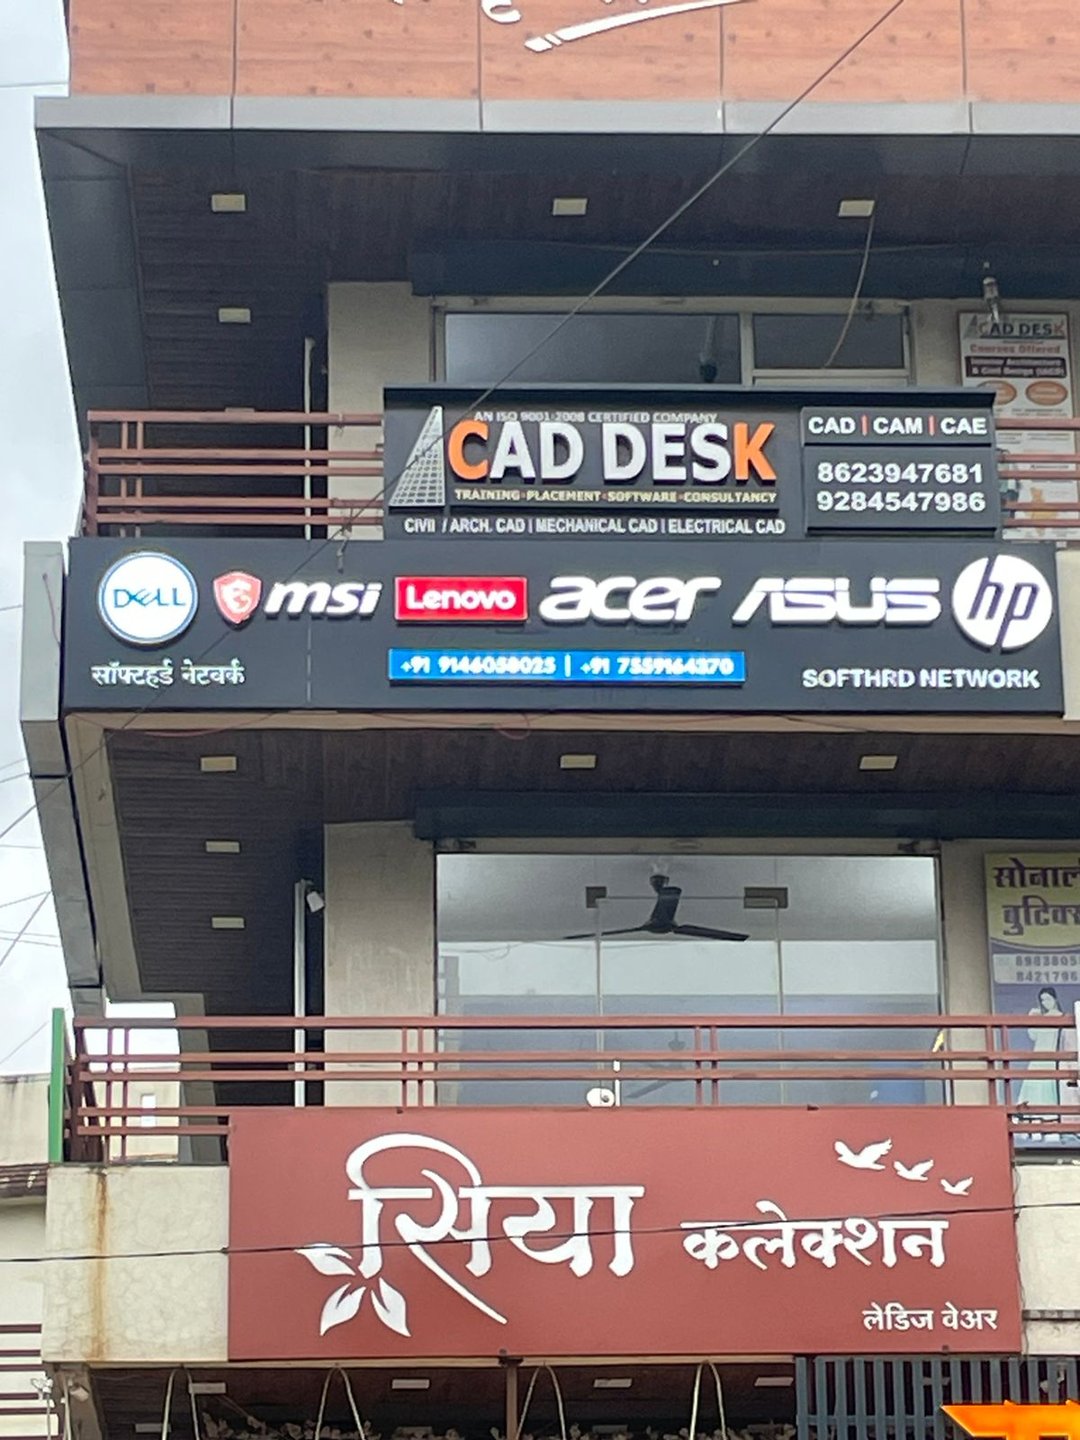 AN ISO 9001-2008 CERTIFIED COMPANY
CAD DESK
TRAINING PLACEMENT SOFTWARE CONSULTANCY
CIVIL / ARCH. CAD | MECHANICAL CAD | ELECTRICAL CAD
CAD | CAM | CAE
8623947681
9284547986
CAD DESK
Courses Offered
DELL
msi
Lenovo
acer
ASUS
hp
सॉफ्टहर्ड नेटवर्क
+91 9146058025 | +91 7559164370
SOFTHRD NETWORK
बुटिक
सिया कलेक्शन
लेडिज वेअर